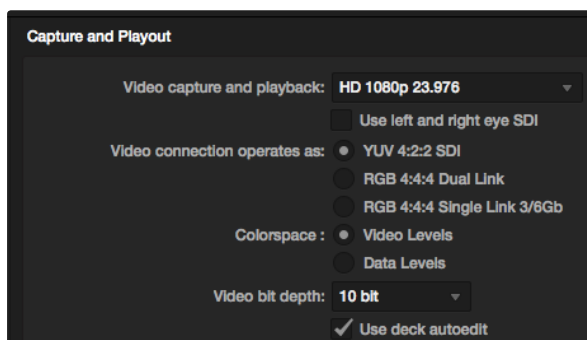 Capture and Playout
Video capture and playback: HD 1080p 23.976
Use left and right eye SDI
Video connection operates as: YUV 4:2:2 SDI
RGB 4:4:4 Dual Link
RGB 4:4:4 Single Link 3/6Gb
Colorspace : Video Levels
Data Levels
Video bit depth: 10 bit
Use deck autoedit